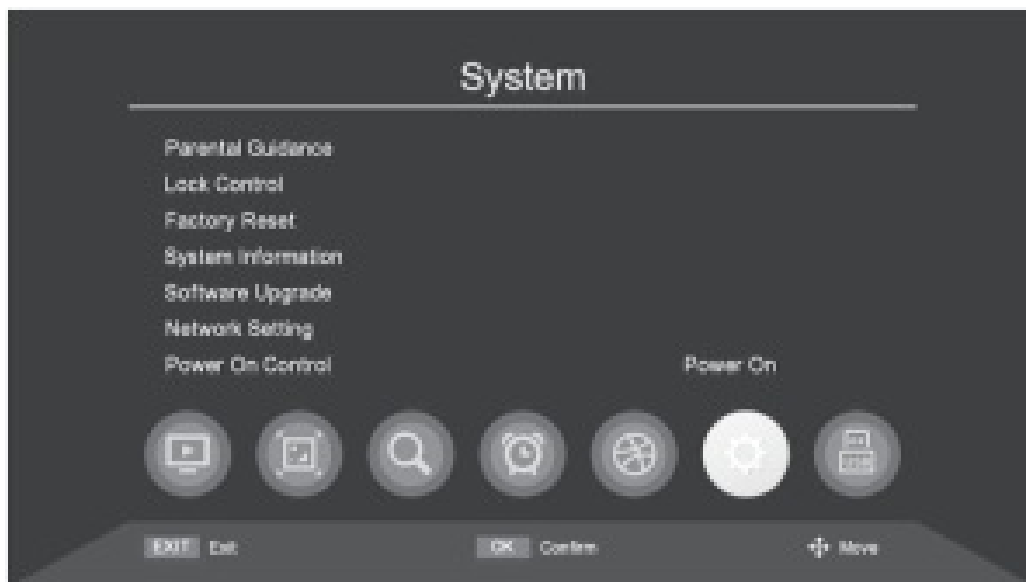 System
Parental Guidance
Lock Control
Factory Reset
System Information
Software Upgrade
Network Setting
Power On Control Power On
EXIT Exit OK Confirm Move